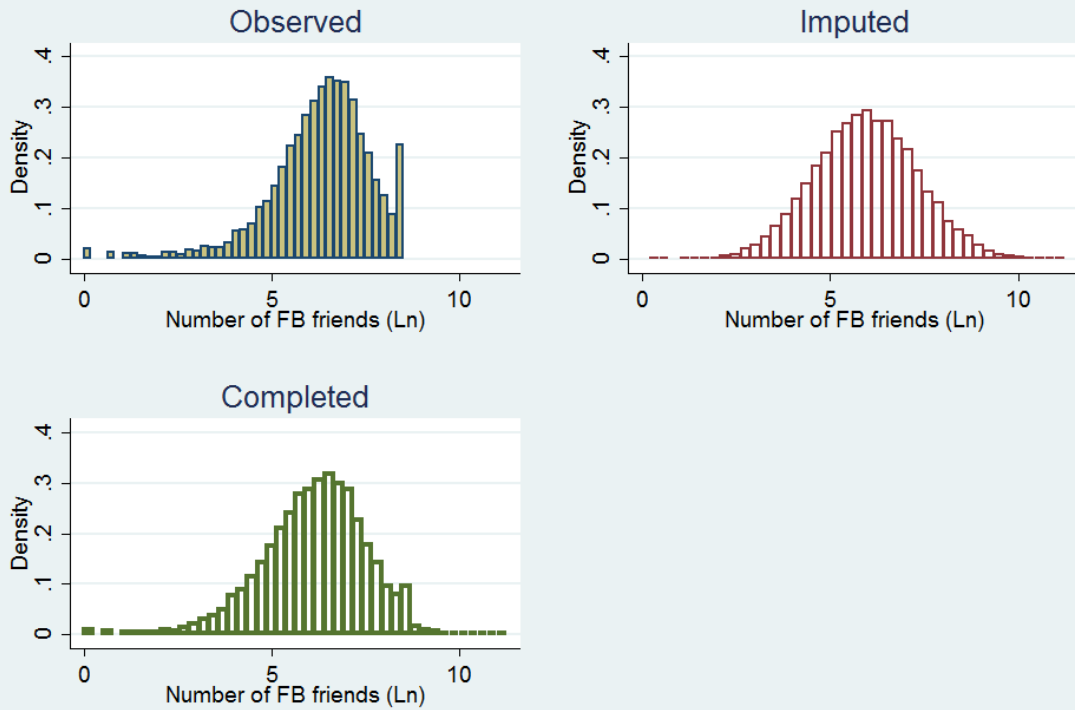 Observed
Density
0
.1
.2
.3
.4
0
5
10
Number of FB friends (Ln)
Imputed
Density
0
.1
.2
.3
.4
0
5
10
Number of FB friends (Ln)
Completed
Density
0
.1
.2
.3
.4
0
5
10
Number of FB friends (Ln)